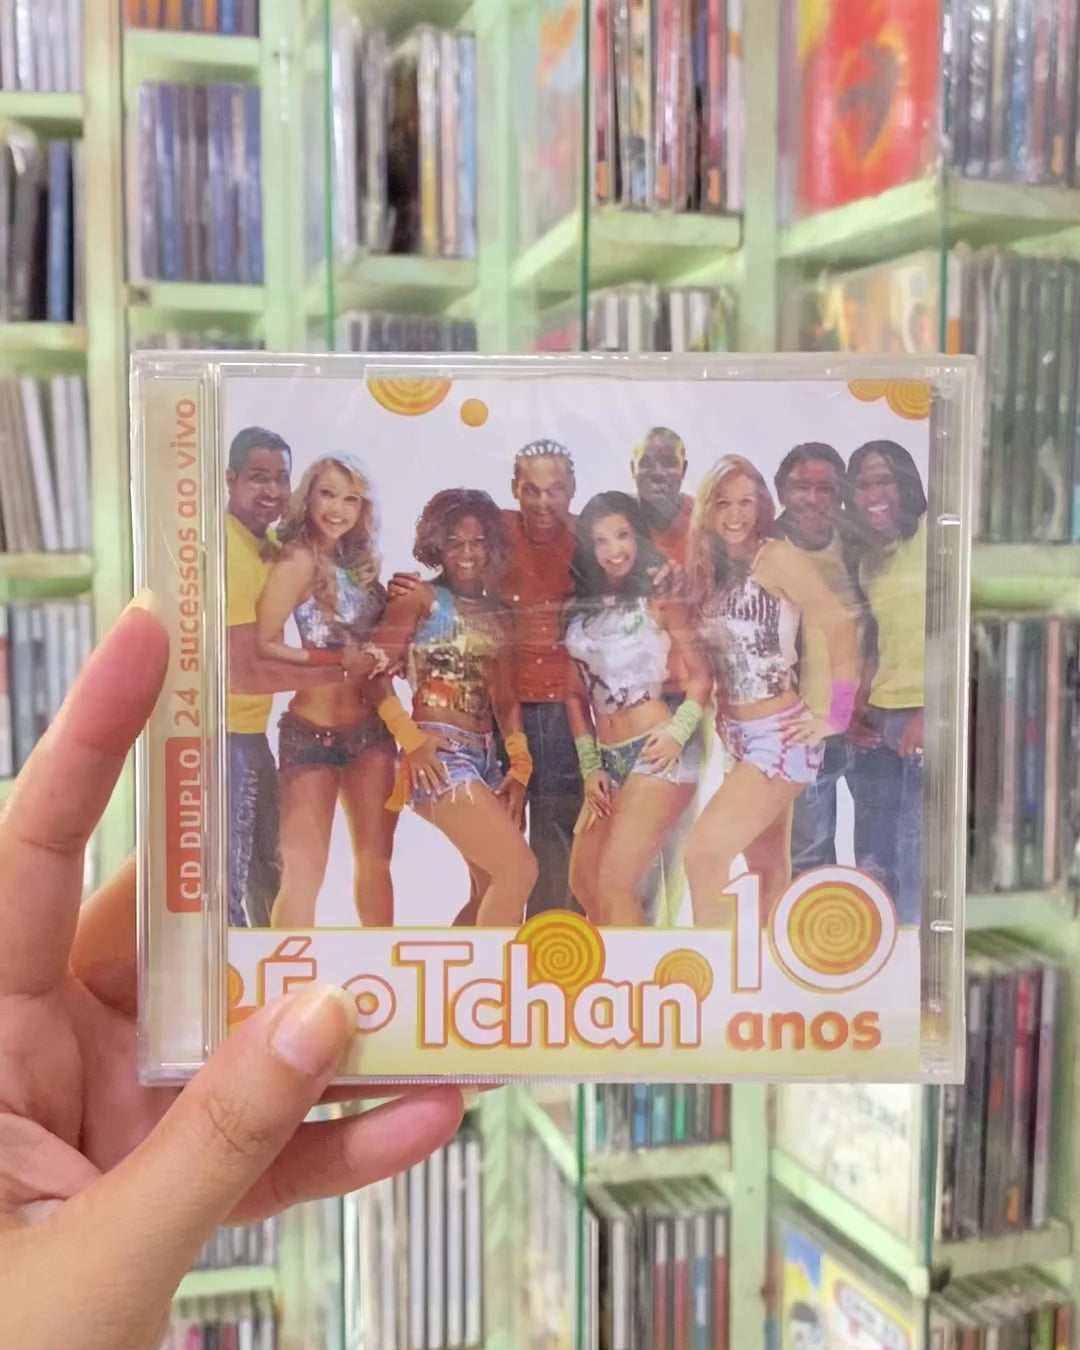 CD DUPLO 24 sucessos ao vivo
É o Tchan 10
anos